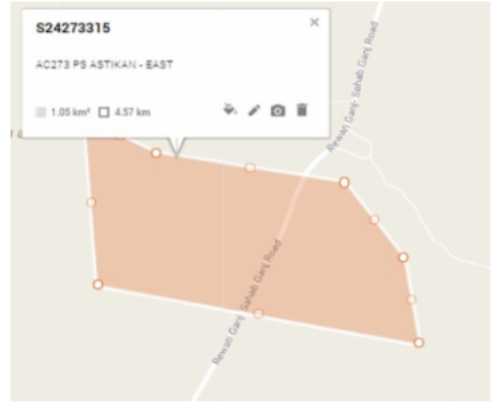 S24273315
AC273 PS ASTIKAN - EAST
1.05 km² 4.57 km
Rewari Ganj- Sahab Ganj Road
Rewati Ganj- Sahab Ganj Road